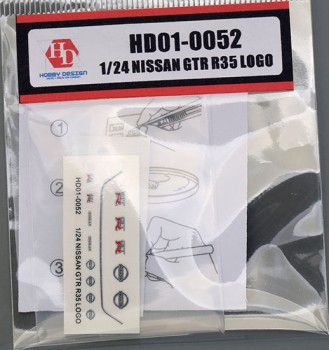 HD
HOBBY DESIGN
HD01-0052
1/24 NISSAN GTR R35 LOGO
1
2
3
HD01-0052
1/24 NISSAN GTR R35 LOGO